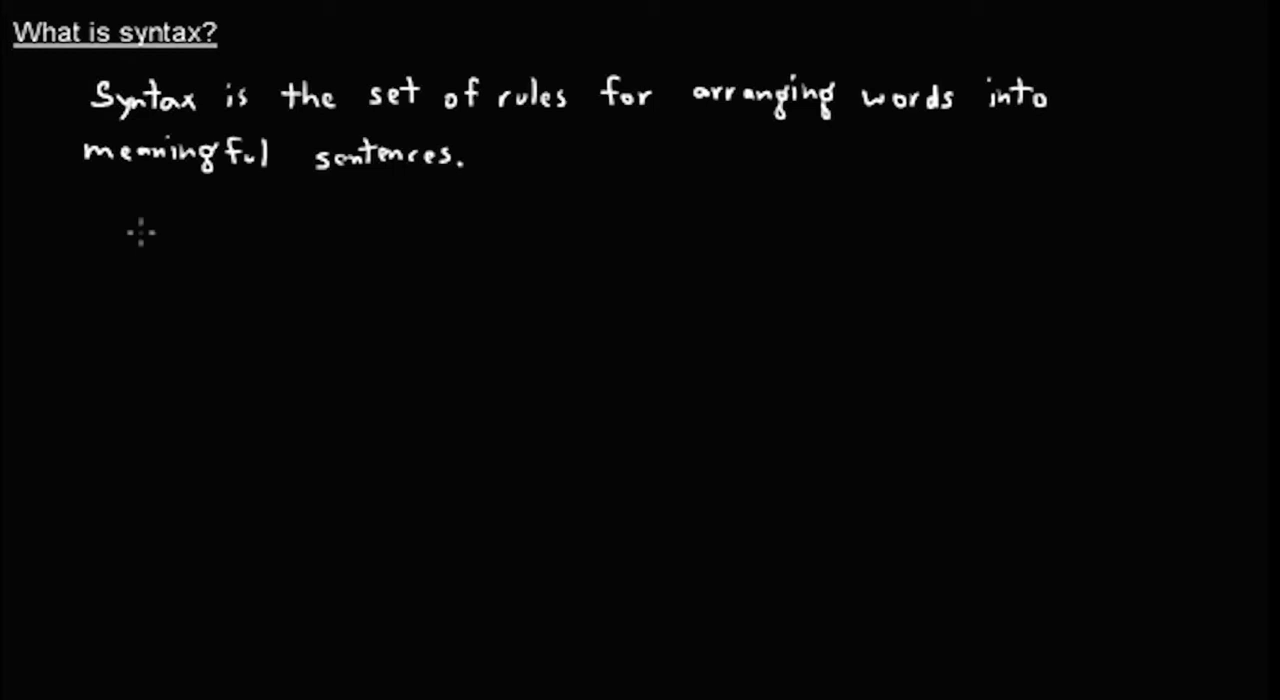 What is syntax?
Syntax is the set of rules for arranging words into
meaningful sentences.